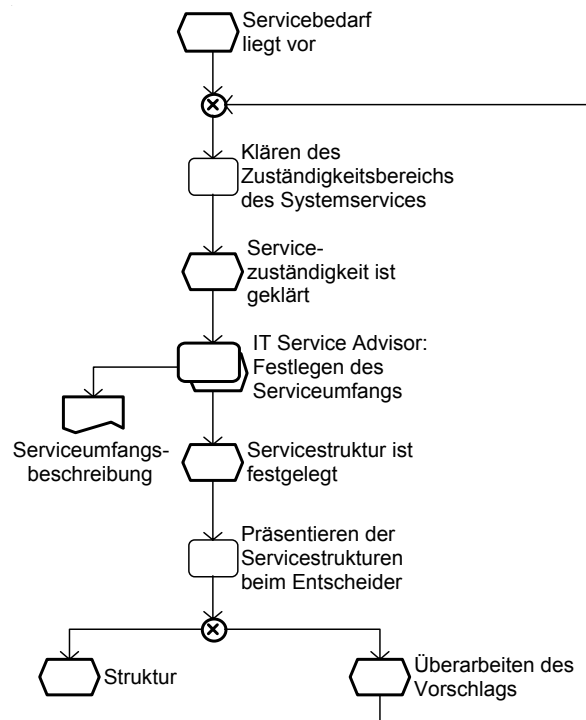 Servicebedarf
liegt vor
Klären des
Zuständigkeitsbereichs
des Systemservices
Service-
zuständigkeit ist
geklärt
IT Service Advisor:
Festlegen des
Serviceumfangs
Serviceumfangs-
beschreibung
Servicestruktur ist
festgelegt
Präsentieren der
Servicestrukturen
beim Entscheider
Struktur
Überarbeiten des
Vorschlags